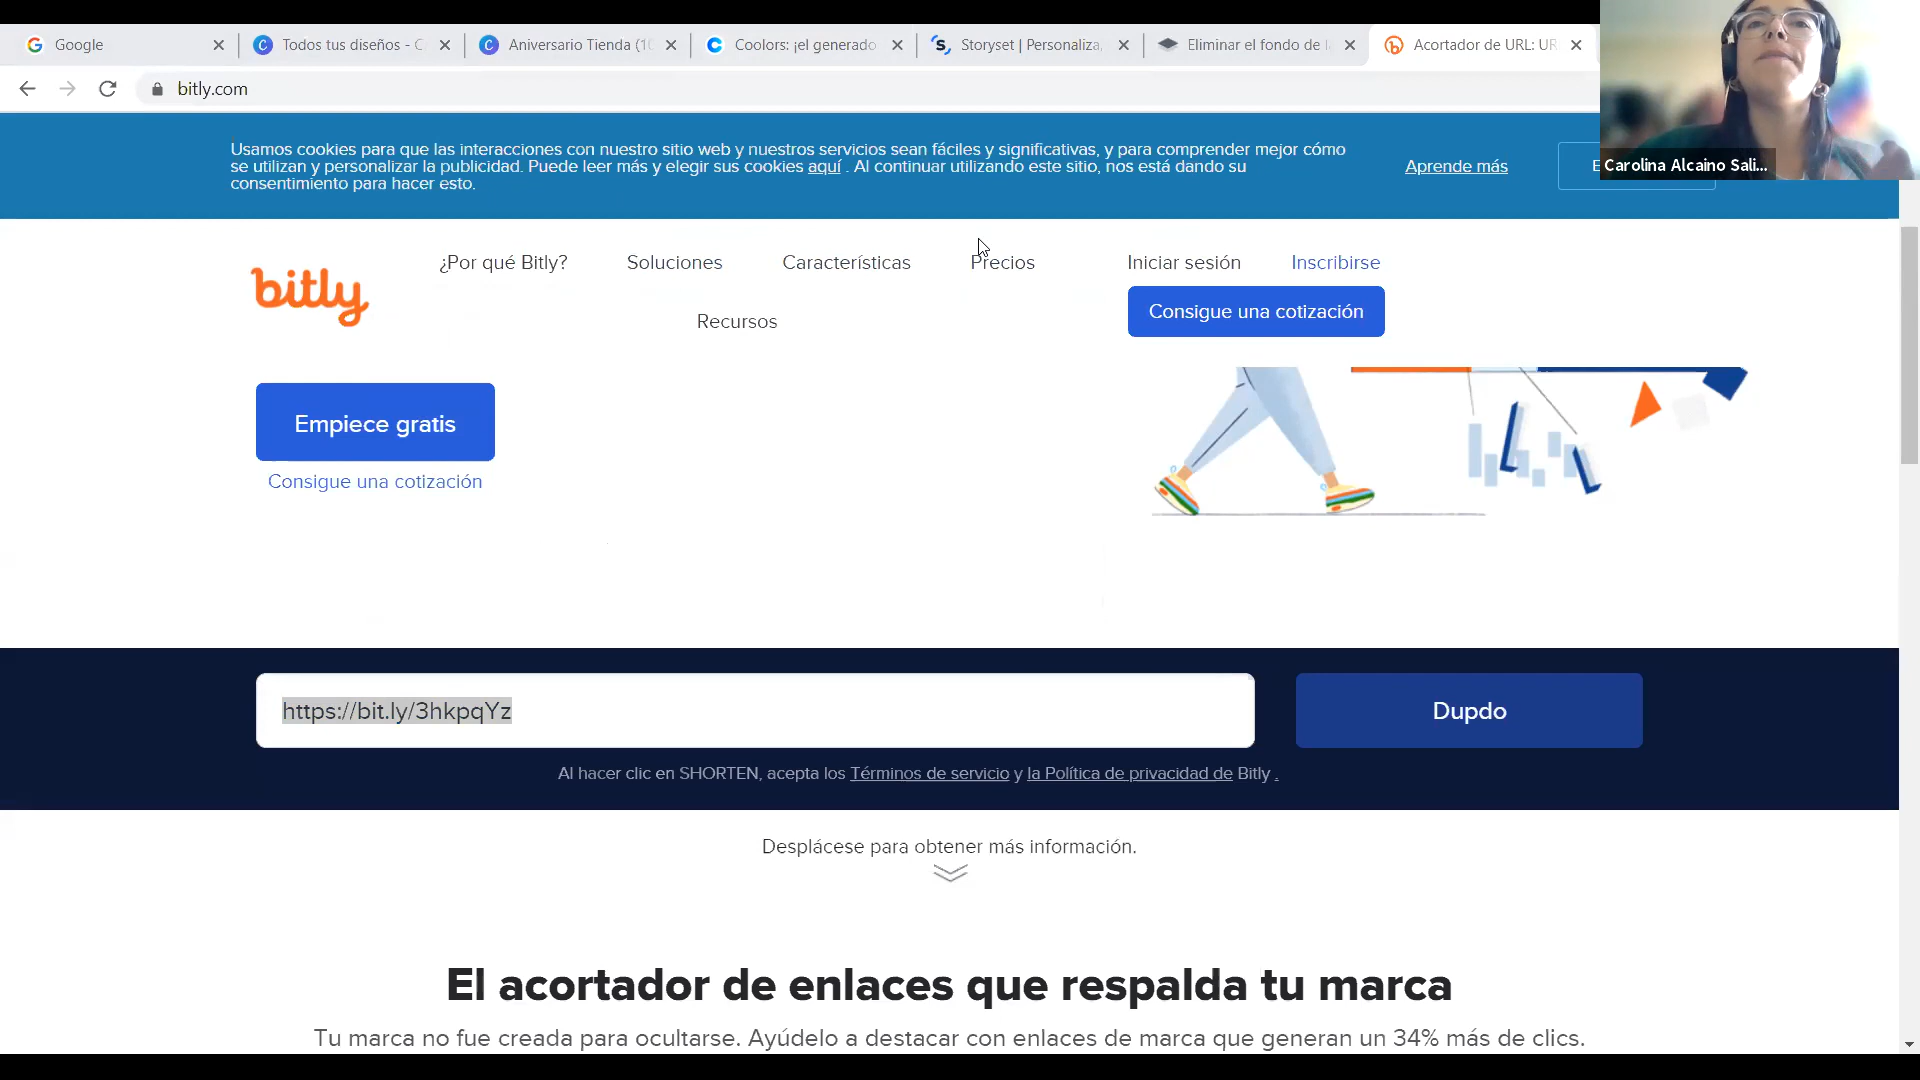 Google
Todos tus diseños - C
Aniversario Tienda (10
Coolors: ¡el generado
Storyset | Personaliza,
Eliminar el fondo de l
Acortador de URL: UR
bitly.com
Usamos cookies para que las interacciones con nuestro sitio web y nuestros servicios sean fáciles y significativas, y para comprender mejor cómo
se utilizan y personalizar la publicidad. Puede leer más y elegir sus cookies aquí . Al continuar utilizando este sitio, nos está dando su
consentimiento para hacer esto.
Aprende más
Carolina Alcaino Sali...
bitly
¿Por qué Bitly?
Soluciones
Características
Precios
Iniciar sesión
Inscribirse
Recursos
Consigue una cotización
Empiece gratis
Consigue una cotización
https://bit.ly/3hkpqYz
Dupdo
Al hacer clic en SHORTEN, acepta los Términos de servicio y la Política de privacidad de Bitly .
Desplácese para obtener más información.
El acortador de enlaces que respalda tu marca
Tu marca no fue creada para ocultarse. Ayúdelo a destacar con enlaces de marca que generan un 34% más de clics.